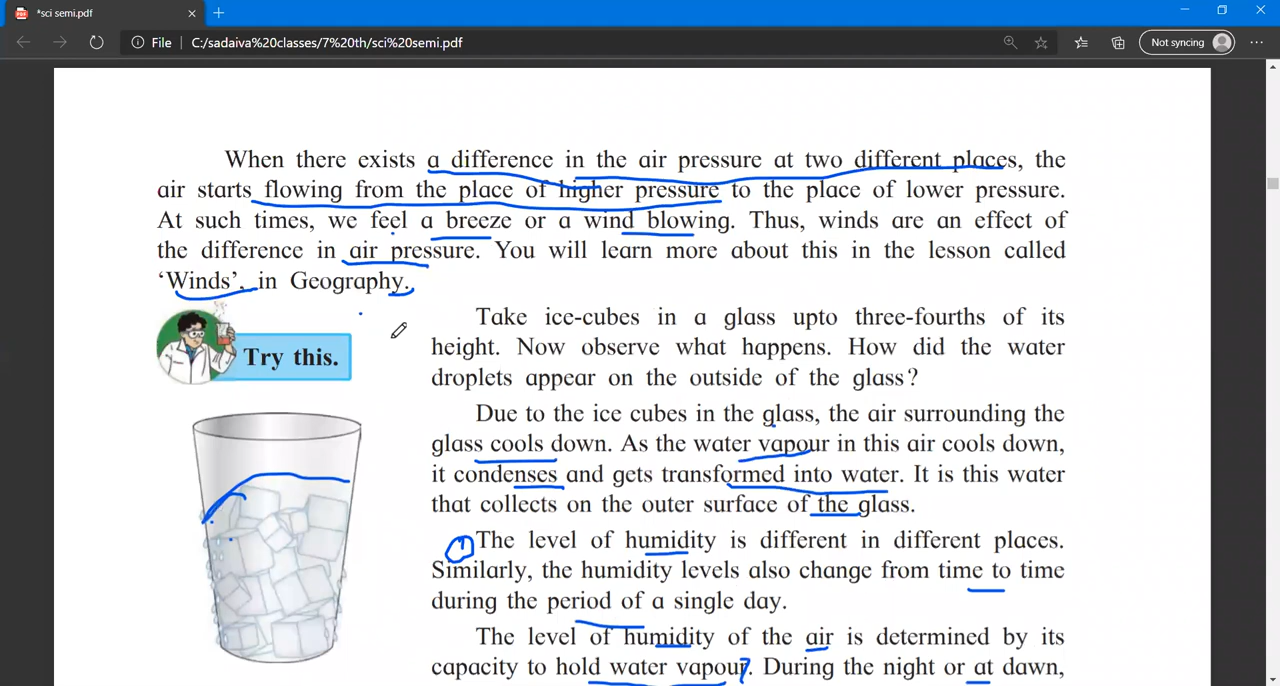 *sci semi.pdf
File C:/sadaiva%20classes/7%20th/sci%20semi.pdf
Not syncing
When there exists a difference in the air pressure at two different places, the
air starts flowing from the place of higher pressure to the place of lower pressure.
At such times, we feel a breeze or a wind blowing. Thus, winds are an effect of
the difference in air pressure. You will learn more about this in the lesson called
‘Winds’, in Geography.
Try this.
Take ice-cubes in a glass upto three-fourths of its
height. Now observe what happens. How did the water
droplets appear on the outside of the glass?
Due to the ice cubes in the glass, the air surrounding the
glass cools down. As the water vapour in this air cools down,
it condenses and gets transformed into water. It is this water
that collects on the outer surface of the glass.
The level of humidity is different in different places.
Similarly, the humidity levels also change from time to time
during the period of a single day.
The level of humidity of the air is determined by its
capacity to hold water vapour. During the night or at dawn,